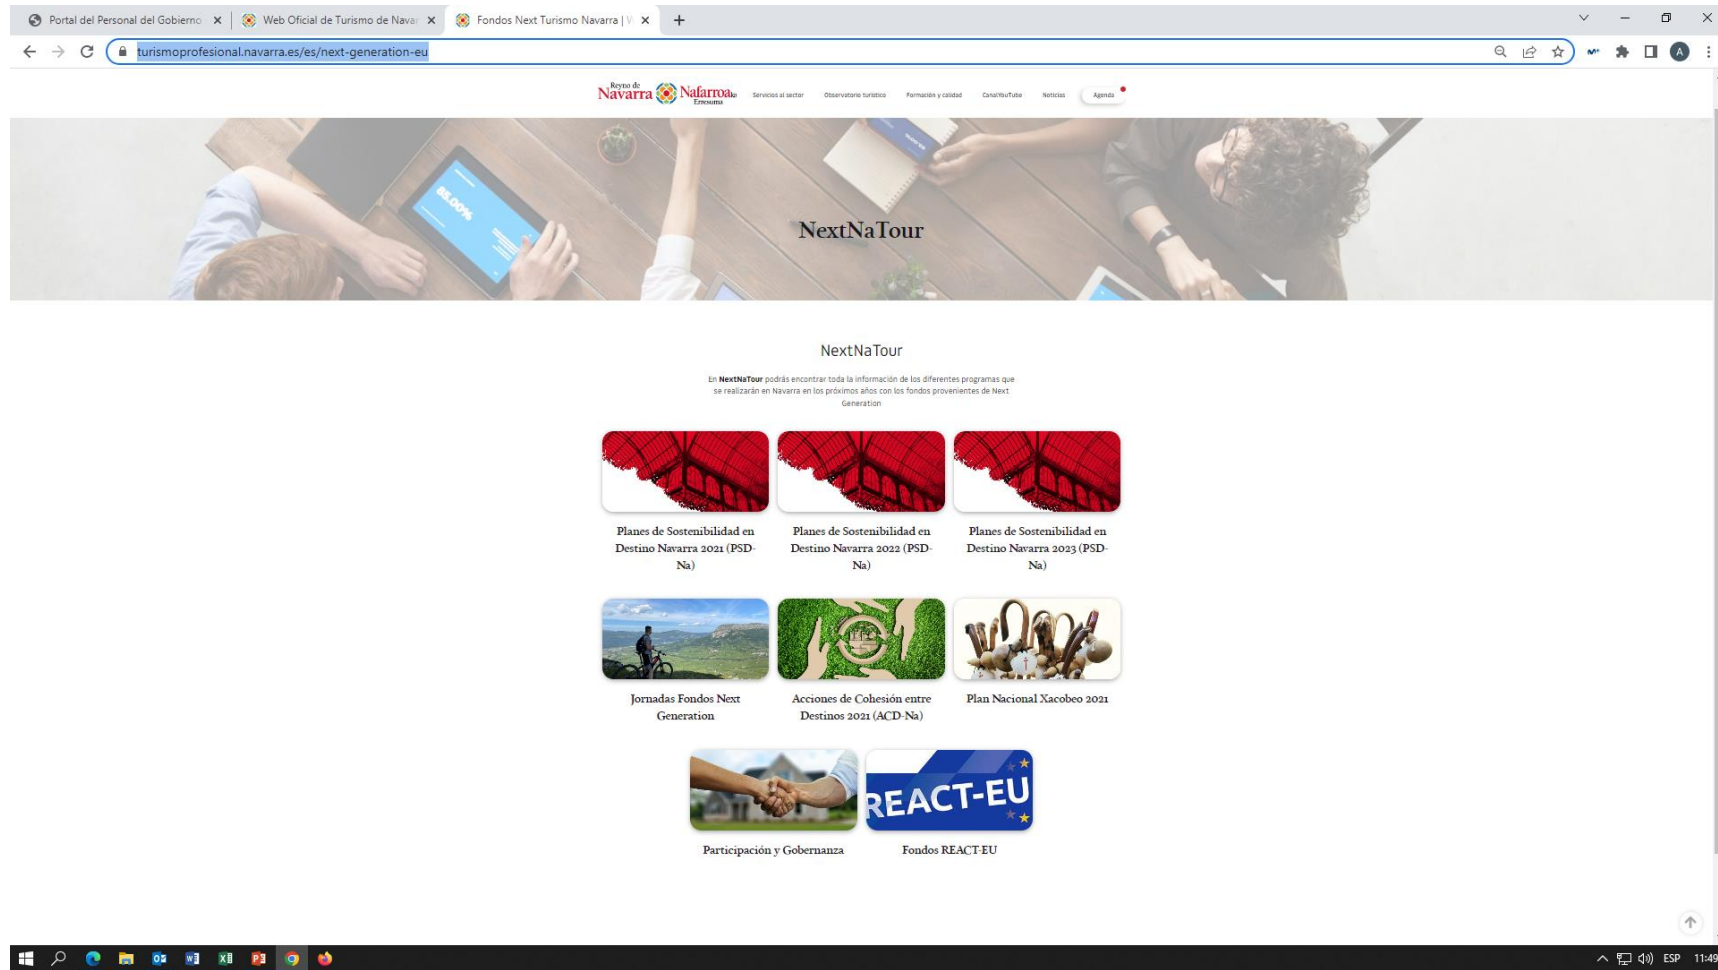 Portal del Personal del Gobierno
Web Oficial de Turismo de Navar
Fondos Next Turismo Navarra | W
turismoprofesional.navarra.es/es/next-generation-eu
A
Reyno de
Navarra Nafarroako
Erresuma
Servicios al sector
Observatorio turístico
Formación y calidad
CanalYouTube
Noticias
Agenda
85.00%
NextNaTour
NextNaTour
En NextNaTour podrás encontrar toda la información de los diferentes programas que
se realizarán en Navarra en los próximos años con los fondos provenientes de Next
Generation
Planes de Sostenibilidad en
Destino Navarra 2021 (PSD-
Na)
Planes de Sostenibilidad en
Destino Navarra 2022 (PSD-
Na)
Planes de Sostenibilidad en
Destino Navarra 2023 (PSD-
Na)
Jornadas Fondos Next
Generation
Acciones de Cohesión entre
Destinos 2021 (ACD-Na)
Plan Nacional Xacobeo 2021
REACT-EU
Participación y Gobernanza
Fondos REACT-EU
ESP
11:49